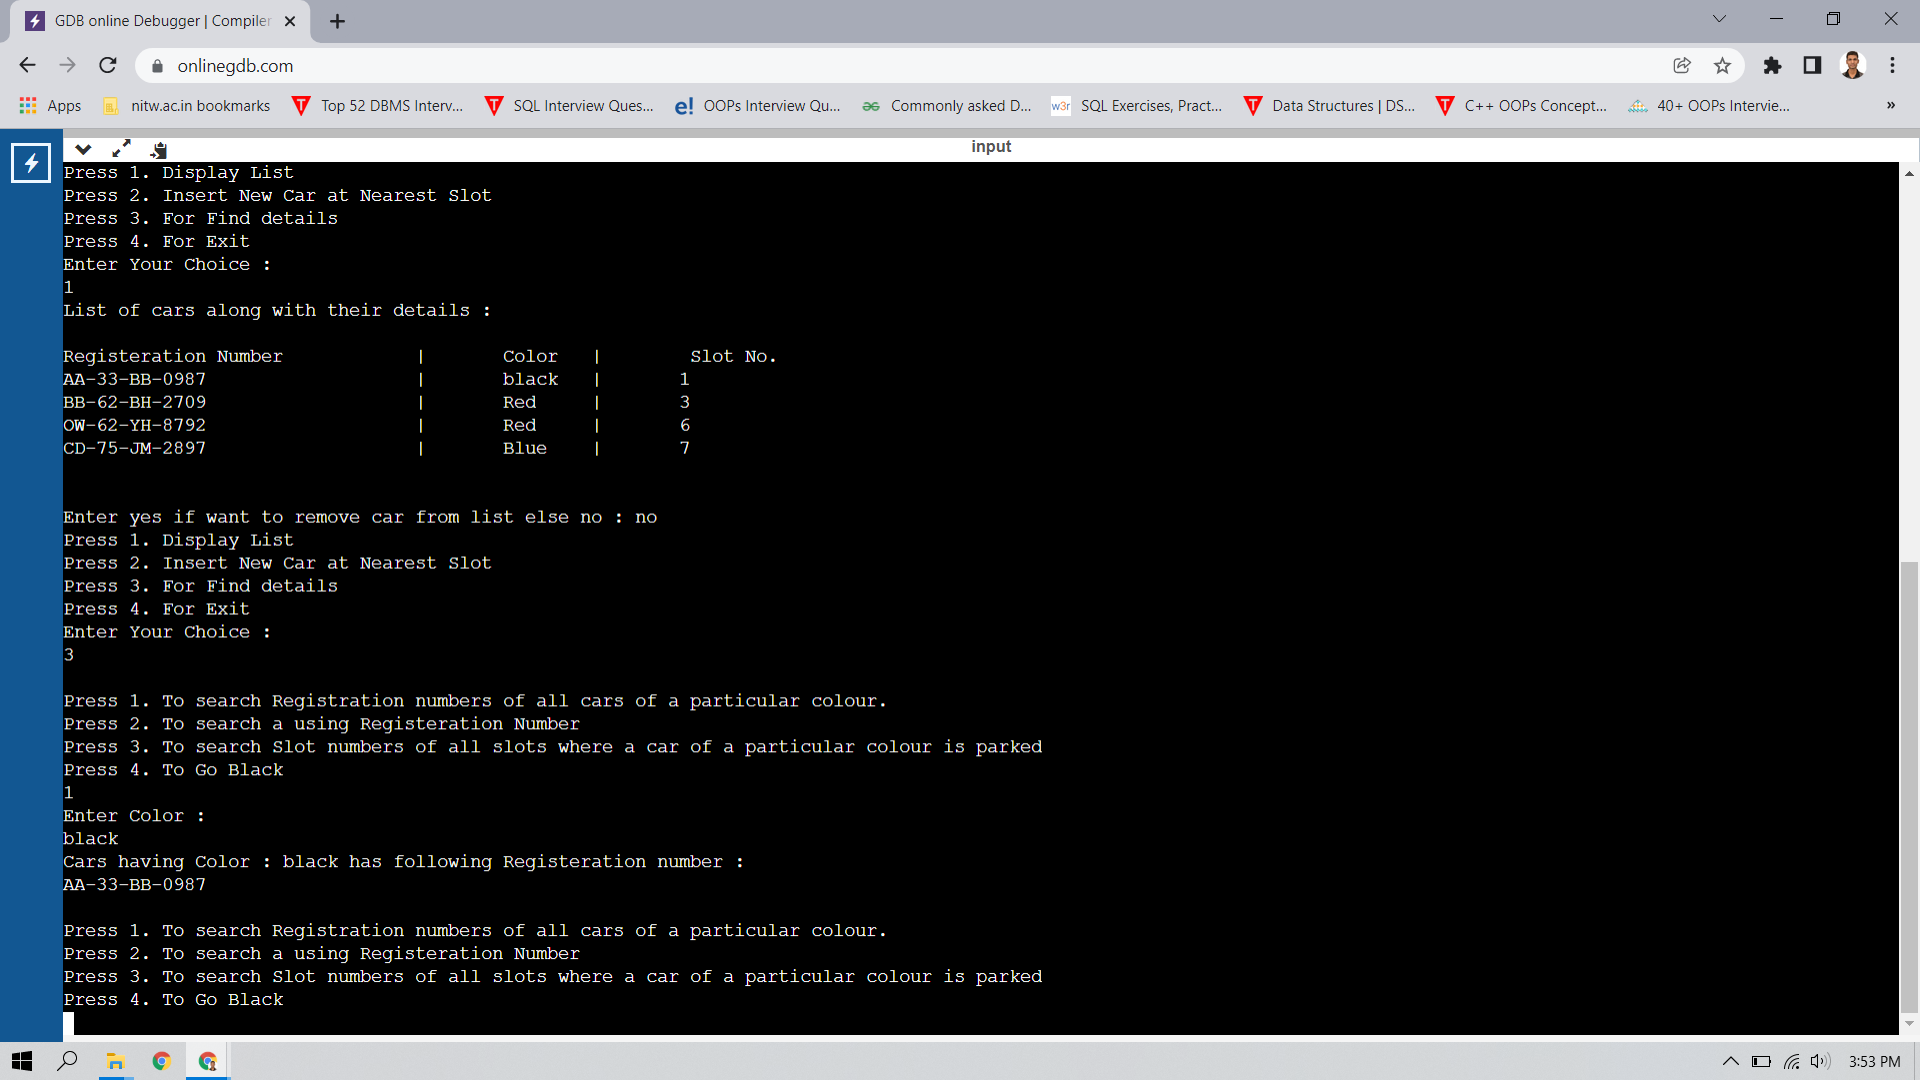 GDB online Debugger | Compiler
onlinegdb.com
Apps
nitw.ac.in bookmarks
Top 52 DBMS Interv...
SQL Interview Ques...
e! OOPs Interview Qu...
Commonly asked D...
w3r SQL Exercises, Pract...
Data Structures | DS...
C++ OOPs Concept...
40+ OOPs Intervie...
»
input
Press 1. Display List
Press 2. Insert New Car at Nearest Slot
Press 3. For Find details
Press 4. For Exit
Enter Your Choice :
1
List of cars along with their details :
Registeration Number | Color | Slot No.
AA-33-BB-0987 | black | 1
BB-62-BH-2709 | Red | 3
OW-62-YH-8792 | Red | 6
CD-75-JM-2897 | Blue | 7
Enter yes if want to remove car from list else no : no
Press 1. Display List
Press 2. Insert New Car at Nearest Slot
Press 3. For Find details
Press 4. For Exit
Enter Your Choice :
3
Press 1. To search Registration numbers of all cars of a particular colour.
Press 2. To search a using Registeration Number
Press 3. To search Slot numbers of all slots where a car of a particular colour is parked
Press 4. To Go Black
1
Enter Color :
black
Cars having Color : black has following Registeration number :
AA-33-BB-0987
Press 1. To search Registration numbers of all cars of a particular colour.
Press 2. To search a using Registeration Number
Press 3. To search Slot numbers of all slots where a car of a particular colour is parked
Press 4. To Go Black
3:53 PM